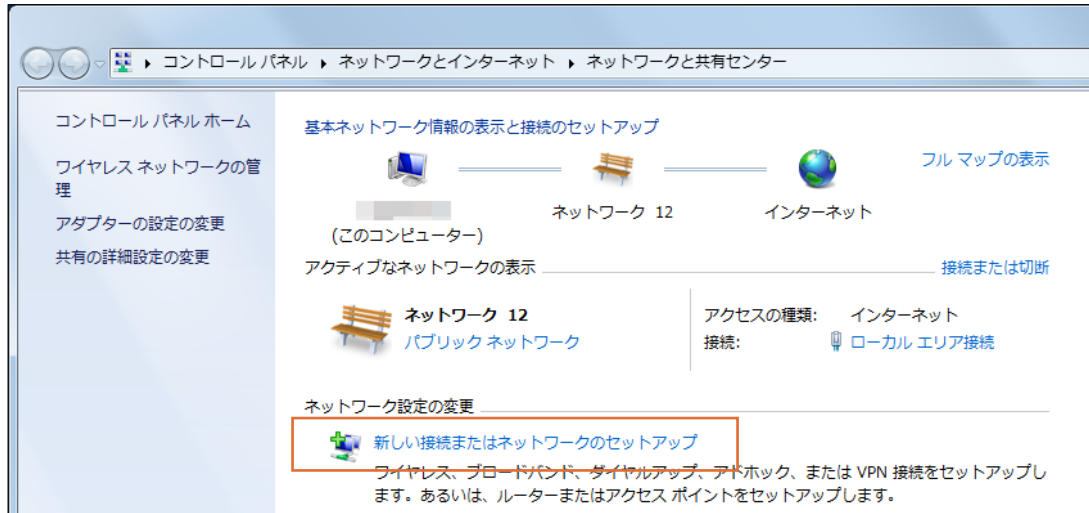 コントロール パネル ▸ ネットワークとインターネット ▸ ネットワークと共有センター
コントロール パネル ホーム
ワイヤレス ネットワークの管
理
アダプターの設定の変更
共有の詳細設定の変更
基本ネットワーク情報の表示と接続のセットアップ
フル マップの表示
ネットワーク 12
インターネット
(このコンピューター)
アクティブなネットワークの表示
接続または切断
ネットワーク 12
パブリック ネットワーク
アクセスの種類: インターネット
接続: ローカル エリア接続
ネットワーク設定の変更
新しい接続またはネットワークのセットアップ
ワイヤレス、ブロードバンド、ダイヤルアップ、アドホック、または VPN 接続をセットアップし
ます。あるいは、ルーターまたはアクセス ポイントをセットアップします。